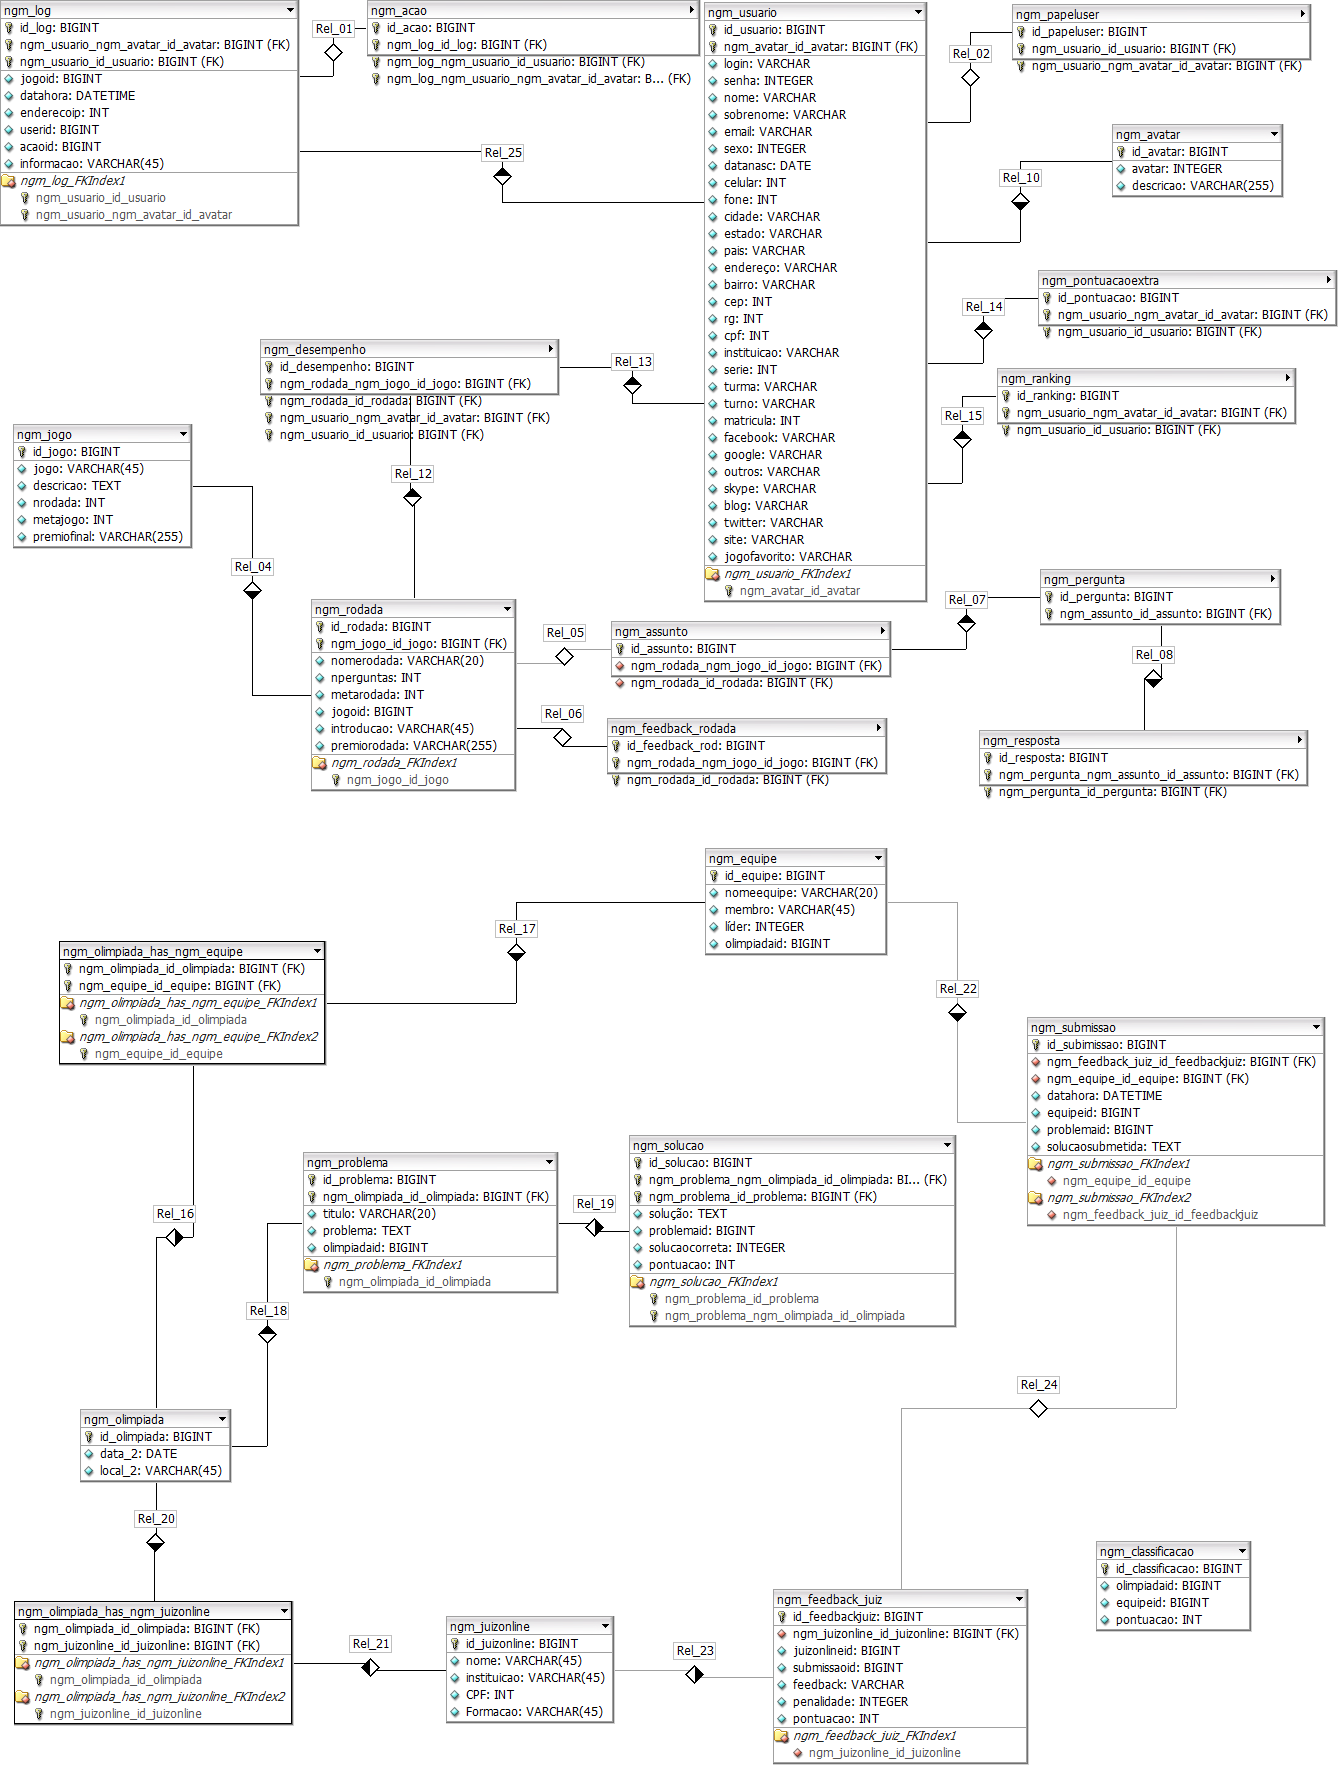 ngm_log
id_log: BIGINT
ngm_usuario_ngm_avatar_id_avatar: BIGINT (FK)
ngm_usuario_id_usuario: BIGINT (FK)
jogoid: BIGINT
datahora: DATETIME
enderecoip: INT
userid: BIGINT
acaoid: BIGINT
informacao: VARCHAR(45)
ngm_log_FKIndex1
ngm_usuario_id_usuario
ngm_usuario_ngm_avatar_id_avatar
Rel_01
ngm_acao
id_acao: BIGINT
ngm_log_id_log: BIGINT (FK)
ngm_log_ngm_usuario_id_usuario: BIGINT (FK)
ngm_log_ngm_usuario_ngm_avatar_id_avatar: B... (FK)
Rel_25
ngm_usuario
id_usuario: BIGINT
ngm_avatar_id_avatar: BIGINT (FK)
login: VARCHAR
senha: INTEGER
nome: VARCHAR
sobrenome: VARCHAR
email: VARCHAR
sexo: INTEGER
datanasc: DATE
celular: INT
fone: INT
cidade: VARCHAR
estado: VARCHAR
pais: VARCHAR
endereço: VARCHAR
bairro: VARCHAR
cep: INT
rg: INT
cpf: INT
instituicao: VARCHAR
serie: INT
turma: VARCHAR
turno: VARCHAR
matricula: INT
facebook: VARCHAR
google: VARCHAR
outros: VARCHAR
skype: VARCHAR
blog: VARCHAR
twitter: VARCHAR
site: VARCHAR
jogofavorito: VARCHAR
ngm_usuario_FKIndex1
ngm_avatar_id_avatar
Rel_02
ngm_papeluser
id_papeluser: BIGINT
ngm_usuario_id_usuario: BIGINT (FK)
ngm_usuario_ngm_avatar_id_avatar: BIGINT (FK)
ngm_avatar
id_avatar: BIGINT
avatar: INTEGER
descricao: VARCHAR(255)
Rel_10
ngm_pontuacaoextra
id_pontuacao: BIGINT
ngm_usuario_ngm_avatar_id_avatar: BIGINT (FK)
ngm_usuario_id_usuario: BIGINT (FK)
Rel_14
ngm_ranking
id_ranking: BIGINT
ngm_usuario_ngm_avatar_id_avatar: BIGINT (FK)
ngm_usuario_id_usuario: BIGINT (FK)
Rel_15
ngm_desempenho
id_desempenho: BIGINT
ngm_rodada_ngm_jogo_id_jogo: BIGINT (FK)
ngm_rodada_id_rodada: BIGINT (FK)
ngm_usuario_ngm_avatar_id_avatar: BIGINT (FK)
ngm_usuario_id_usuario: BIGINT (FK)
Rel_13
Rel_12
ngm_jogo
id_jogo: BIGINT
jogo: VARCHAR(45)
descricao: TEXT
nrodada: INT
metajogo: INT
premiofinal: VARCHAR(255)
Rel_04
ngm_rodada
id_rodada: BIGINT
ngm_jogo_id_jogo: BIGINT (FK)
nomerodada: VARCHAR(20)
nperguntas: INT
metarodada: INT
jogoid: BIGINT
introducao: VARCHAR(45)
premiorodada: VARCHAR(255)
ngm_rodada_FKIndex1
ngm_jogo_id_jogo
Rel_05
ngm_assunto
id_assunto: BIGINT
ngm_rodada_ngm_jogo_id_jogo: BIGINT (FK)
ngm_rodada_id_rodada: BIGINT (FK)
Rel_06
ngm_feedback_rodada
id_feedback_rod: BIGINT
ngm_rodada_ngm_jogo_id_jogo: BIGINT (FK)
ngm_rodada_id_rodada: BIGINT (FK)
Rel_07
ngm_pergunta
id_pergunta: BIGINT
ngm_assunto_id_assunto: BIGINT (FK)
Rel_08
ngm_resposta
id_resposta: BIGINT
ngm_pergunta_ngm_assunto_id_assunto: BIGINT (FK)
ngm_pergunta_id_pergunta: BIGINT (FK)
ngm_equipe
id_equipe: BIGINT
nomeequipe: VARCHAR(20)
membro: VARCHAR(45)
líder: INTEGER
olimpiadaid: BIGINT
Rel_17
ngm_olimpiada_has_ngm_equipe
ngm_olimpiada_id_olimpiada: BIGINT (FK)
ngm_equipe_id_equipe: BIGINT (FK)
ngm_olimpiada_has_ngm_equipe_FKIndex1
ngm_olimpiada_id_olimpiada
ngm_olimpiada_has_ngm_equipe_FKIndex2
ngm_equipe_id_equipe
Rel_22
ngm_submissao
id_subimissao: BIGINT
ngm_feedback_juiz_id_feedbackjuiz: BIGINT (FK)
ngm_equipe_id_equipe: BIGINT (FK)
datahora: DATETIME
equipeid: BIGINT
problemaid: BIGINT
solucaosubmetida: TEXT
ngm_submissao_FKIndex1
ngm_equipe_id_equipe
ngm_submissao_FKIndex2
ngm_feedback_juiz_id_feedbackjuiz
Rel_16
ngm_problema
id_problema: BIGINT
ngm_olimpiada_id_olimpiada: BIGINT (FK)
titulo: VARCHAR(20)
problema: TEXT
olimpiadaid: BIGINT
ngm_problema_FKIndex1
ngm_olimpiada_id_olimpiada
Rel_19
ngm_solucao
id_solucao: BIGINT
ngm_problema_ngm_olimpiada_id_olimpiada: BI... (FK)
ngm_problema_id_problema: BIGINT (FK)
solução: TEXT
problemaid: BIGINT
solucaocorreta: INTEGER
pontuacao: INT
ngm_solucao_FKIndex1
ngm_problema_id_problema
ngm_problema_ngm_olimpiada_id_olimpiada
Rel_18
Rel_24
ngm_olimpiada
id_olimpiada: BIGINT
data_2: DATE
local_2: VARCHAR(45)
Rel_20
ngm_olimpiada_has_ngm_juizonline
ngm_olimpiada_id_olimpiada: BIGINT (FK)
ngm_juizonline_id_juizonline: BIGINT (FK)
ngm_olimpiada_has_ngm_juizonline_FKIndex1
ngm_olimpiada_id_olimpiada
ngm_olimpiada_has_ngm_juizonline_FKIndex2
ngm_juizonline_id_juizonline
Rel_21
ngm_juizonline
id_juizonline: BIGINT
nome: VARCHAR(45)
instituicao: VARCHAR(45)
CPF: INT
Formacao: VARCHAR(45)
Rel_23
ngm_feedback_juiz
id_feedbackjuiz: BIGINT
ngm_juizonline_id_juizonline: BIGINT (FK)
juizonlineid: BIGINT
submissaoid: BIGINT
feedback: VARCHAR
penalidade: INTEGER
pontuacao: INT
ngm_feedback_juiz_FKIndex1
ngm_juizonline_id_juizonline
ngm_classificacao
id_classificacao: BIGINT
olimpiadaid: BIGINT
equipeid: BIGINT
pontuacao: INT